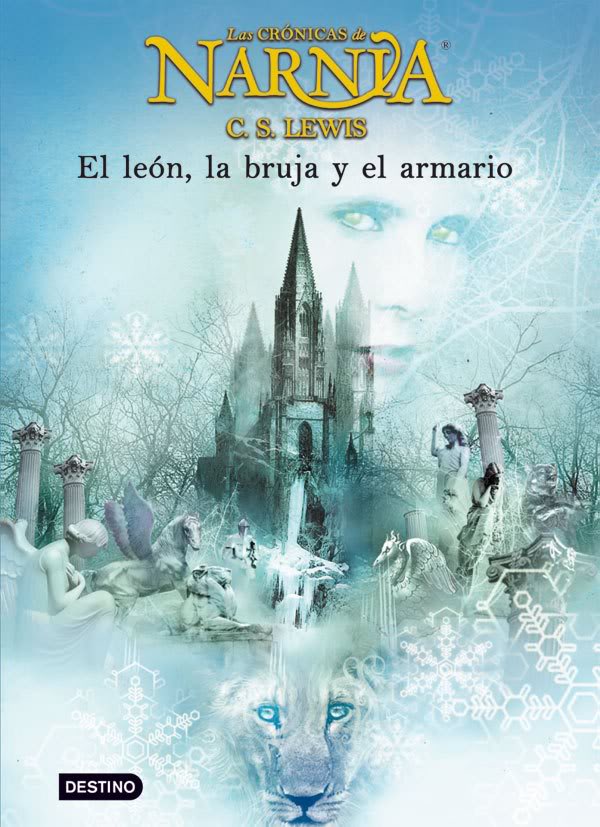 Las CRÓNICAS de
NARNIA®
C. S. LEWIS
El león, la bruja y el armario
DESTINO